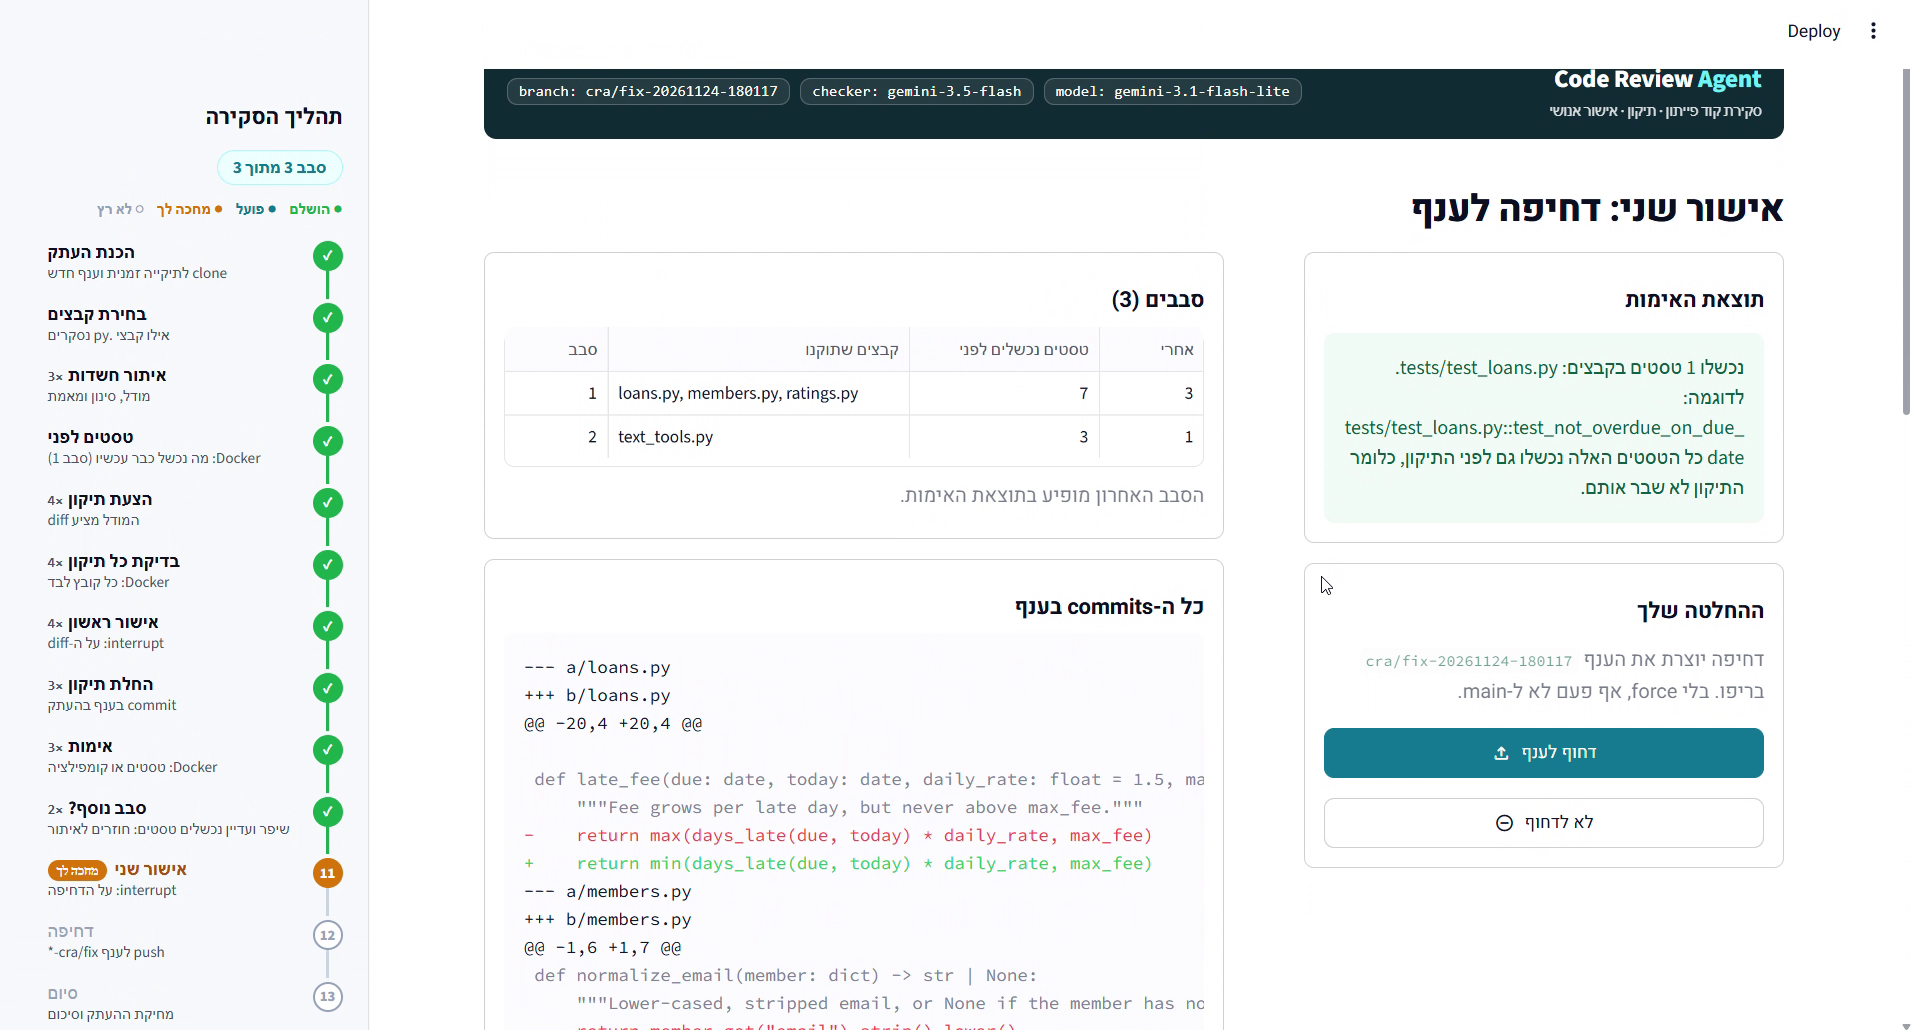 Deploy
Code Review Agent
סקירת קוד פייתון · תיקון · אישור אנושי
model: gemini-3.1-flash-lite
checker: gemini-3.5-flash
branch: cra/fix-20261124-180117
תהליך הסקירה
סבב 3 מתוך 3
הושלם
פועל
מחכה לך
לא רץ
הכנת העתק
clone לתיקייה זמנית וענף חדש
בחירת קבצים
אילו קבצי .py נסקרים
איתור חשדות ×3
מודל, סינון ומאמת
טסטים לפני
Docker: מה נכשל כבר עכשיו (סבב 1)
הצעת תיקון ×4
המודל מציע diff
בדיקת כל תיקון ×4
Docker: כל קובץ לבד
אישור ראשון ×4
interrupt: על ה-diff
החלת תיקון ×3
commit בענף בהעתק
אימות ×3
Docker: טסטים או קומפילציה
סבב נוסף? ×2
שיפר ועדיין נכשלים טסטים: חוזרים לאיתור
11
אישור שני מחכה לך
interrupt: על הדחיפה
12
דחיפה
push לענף cra/fix-*
13
סיום
מחיקת ההעתק וסיכום
אישור שני: דחיפה לענף
תוצאת האימות
נכשלו 1 טסטים בקבצים: tests/test_loans.py.
לדוגמה:
tests/test_loans.py::test_not_overdue_on_due_
date כל הטסטים האלה נכשלו גם לפני התיקון, כלומר
התיקון לא שבר אותם.
ההחלטה שלך
דחיפה יוצרת את הענף cra/fix-20261124-180117
בריפו. בלי force, אף פעם לא ל-main.
דחוף לענף
לא לדחוף
סבבים (3)
סבב קבצים שתוקנו טסטים נכשלים לפני אחרי
1 loans.py, members.py, ratings.py 7 3
2 text_tools.py 3 1
הסבב האחרון מופיע בתוצאת האימות.
כל ה-commits בענף
--- a/loans.py
+++ b/loans.py
@@ -20,4 +20,4 @@
def late_fee(due: date, today: date, daily_rate: float = 1.5, ma
"""Fee grows per late day, but never above max_fee."""
-    return max(days_late(due, today) * daily_rate, max_fee)
+    return min(days_late(due, today) * daily_rate, max_fee)
--- a/members.py
+++ b/members.py
@@ -1,6 +1,7 @@
def normalize_email(member: dict) -> str | None:
"""Lower-cased, stripped email, or None if the member has no
-    return member.get("email").strip().lower()